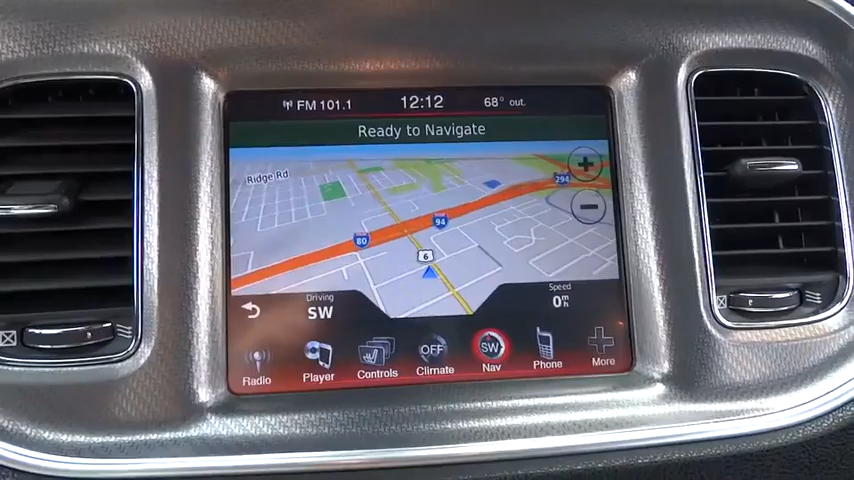 FM 101.1 12:12 68° out.
Ready to Navigate
Ridge Rd
294
94
80
6
Driving
SW
Speed
0 m/h
Radio Player Controls OFF Climate SW Nav Phone More